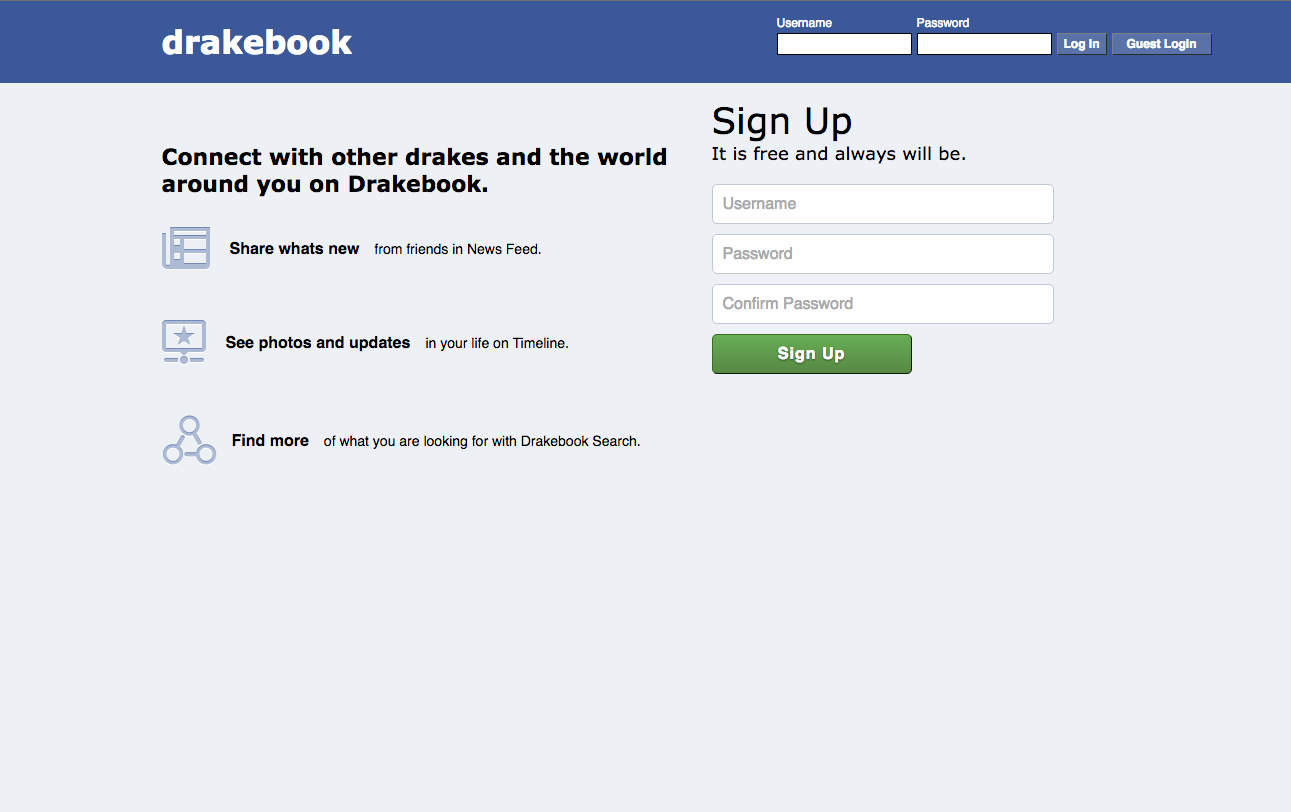 drakebook
Username Password
Log In Guest Login
Connect with other drakes and the world
around you on Drakebook.
Share whats new from friends in News Feed.
See photos and updates in your life on Timeline.
Find more of what you are looking for with Drakebook Search.
Sign Up
It is free and always will be.
Username
Password
Confirm Password
Sign Up